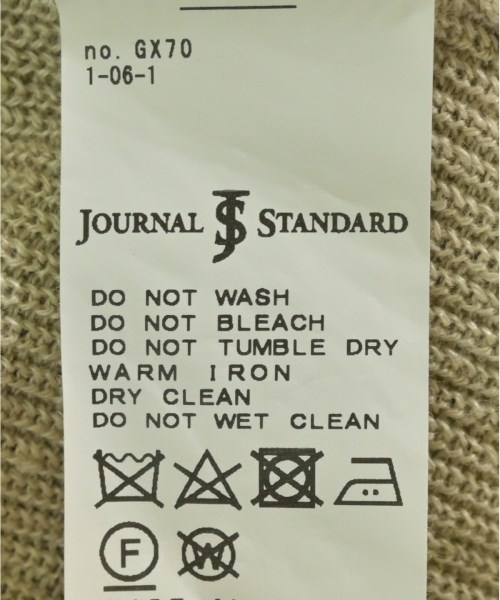 no. GX70
1-06-1
JOURNAL JS STANDARD
DO NOT WASH
DO NOT BLEACH
DO NOT TUMBLE DRY
WARM IRON
DRY CLEAN
DO NOT WET CLEAN
F W